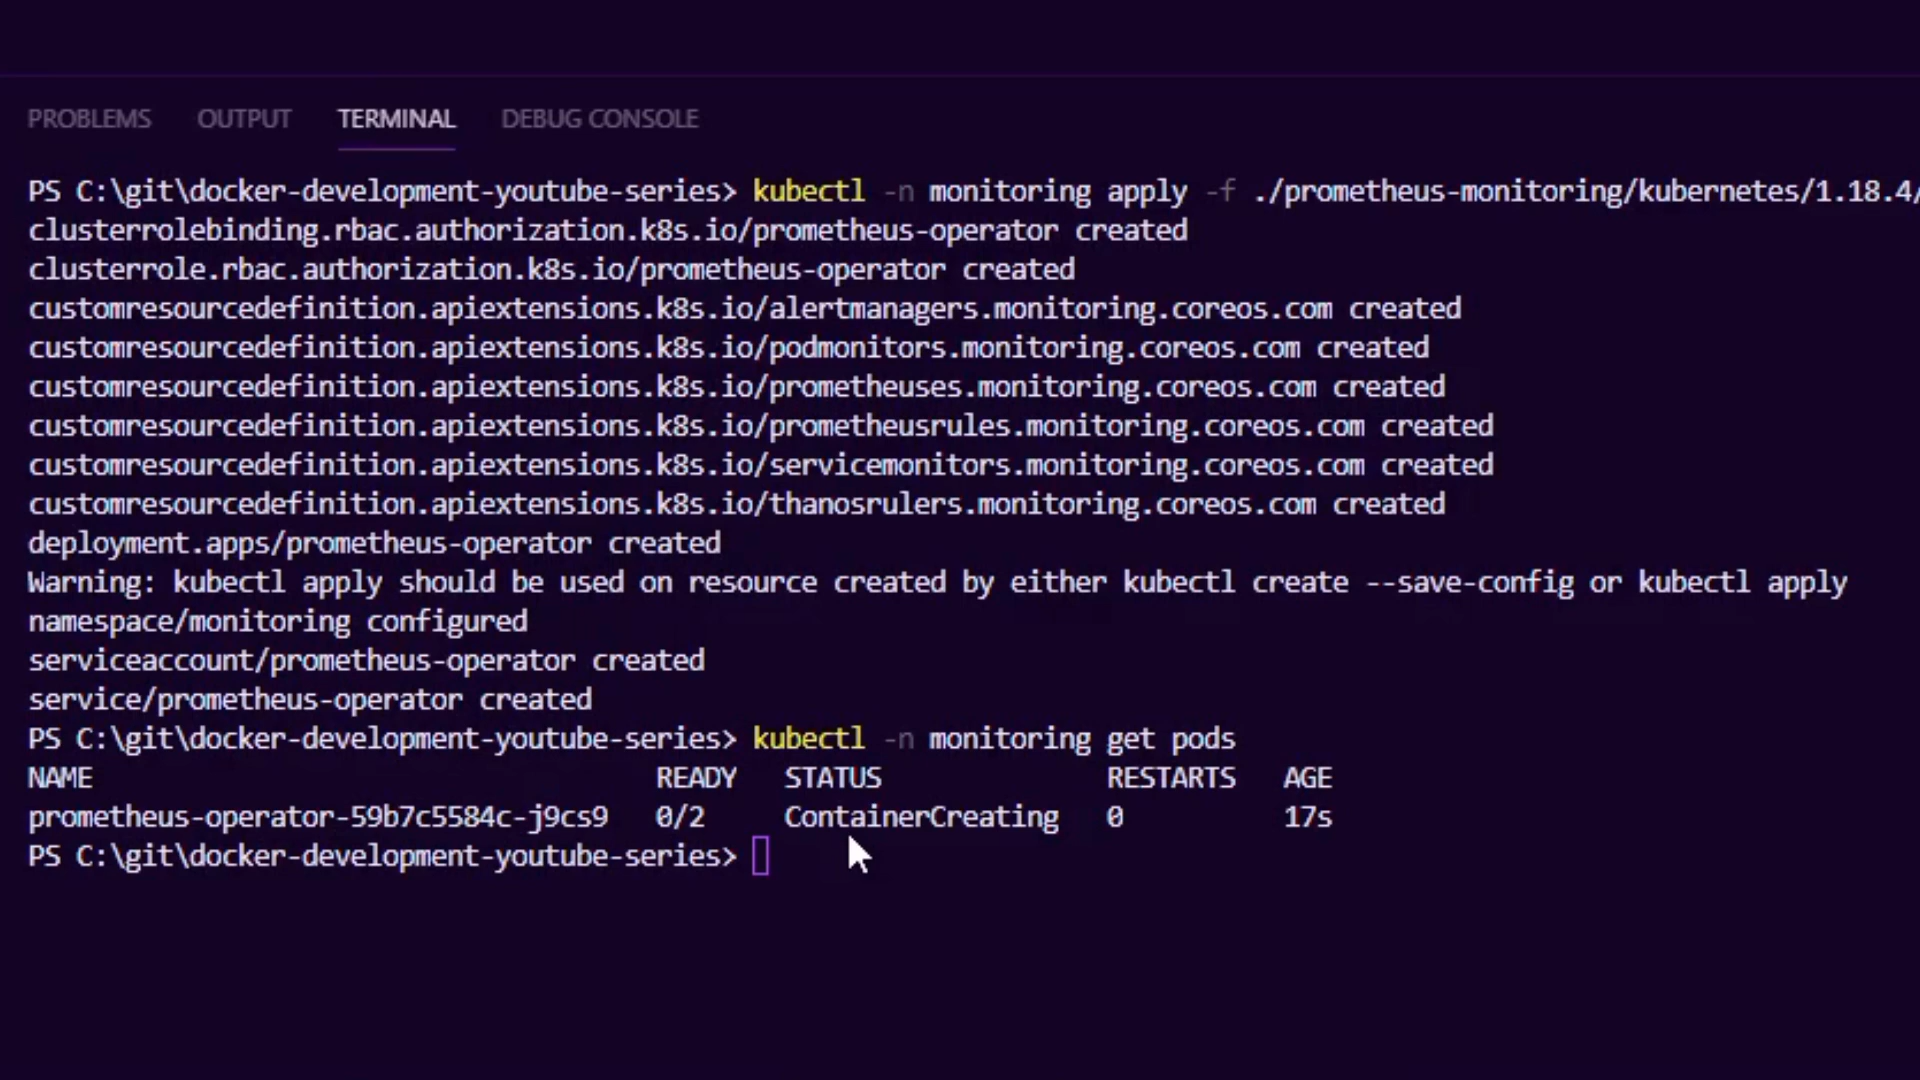 PROBLEMS OUTPUT TERMINAL DEBUG CONSOLE
PS C:\git\docker-development-youtube-series> kubectl -n monitoring apply -f ./prometheus-monitoring/kubernetes/1.18.4/
clusterrolebinding.rbac.authorization.k8s.io/prometheus-operator created
clusterrole.rbac.authorization.k8s.io/prometheus-operator created
customresourcedefinition.apiextensions.k8s.io/alertmanagers.monitoring.coreos.com created
customresourcedefinition.apiextensions.k8s.io/podmonitors.monitoring.coreos.com created
customresourcedefinition.apiextensions.k8s.io/prometheuses.monitoring.coreos.com created
customresourcedefinition.apiextensions.k8s.io/prometheusrules.monitoring.coreos.com created
customresourcedefinition.apiextensions.k8s.io/servicemonitors.monitoring.coreos.com created
customresourcedefinition.apiextensions.k8s.io/thanosrulers.monitoring.coreos.com created
deployment.apps/prometheus-operator created
Warning: kubectl apply should be used on resource created by either kubectl create --save-config or kubectl apply
namespace/monitoring configured
serviceaccount/prometheus-operator created
service/prometheus-operator created
PS C:\git\docker-development-youtube-series> kubectl -n monitoring get pods
NAME READY STATUS RESTARTS AGE
prometheus-operator-59b7c5584c-j9cs9 0/2 ContainerCreating 0 17s
PS C:\git\docker-development-youtube-series>